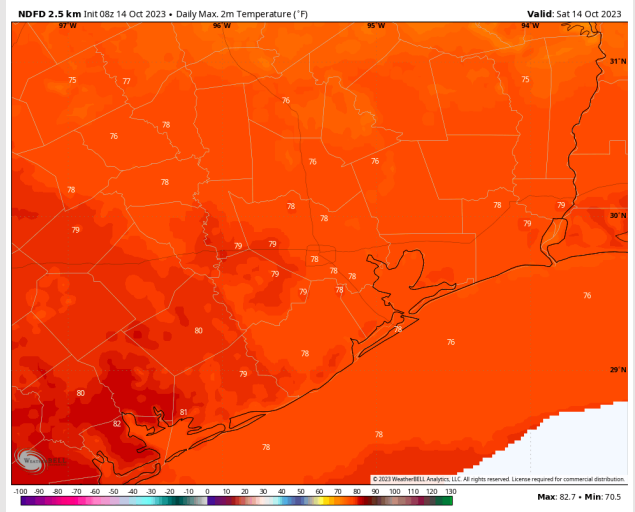 NDFD 2.5 km Init 08z 14 Oct 2023 • Daily Max. 2m Temperature (°F)
Valid: Sat 14 Oct 2023
97°W 96°W 95°W 94°W
31°N
75 77 75
76
78
76
76 76
78 78
78 78 79
78 79
79
79 79
78
78 78
79
79 78
30°N
76
80 78
76
78
29°N
79
80
81
82
78
78
© 2023 WeatherBELL Analytics, LLC. All rights reserved. License required for commercial distribution.
-100 -90 -80 -70 -60 -50 -40 -30 -20 -10 0 10 20 30 40 50 60 70 80 90 100 110 120 130
Max: 82.7 • Min: 70.5